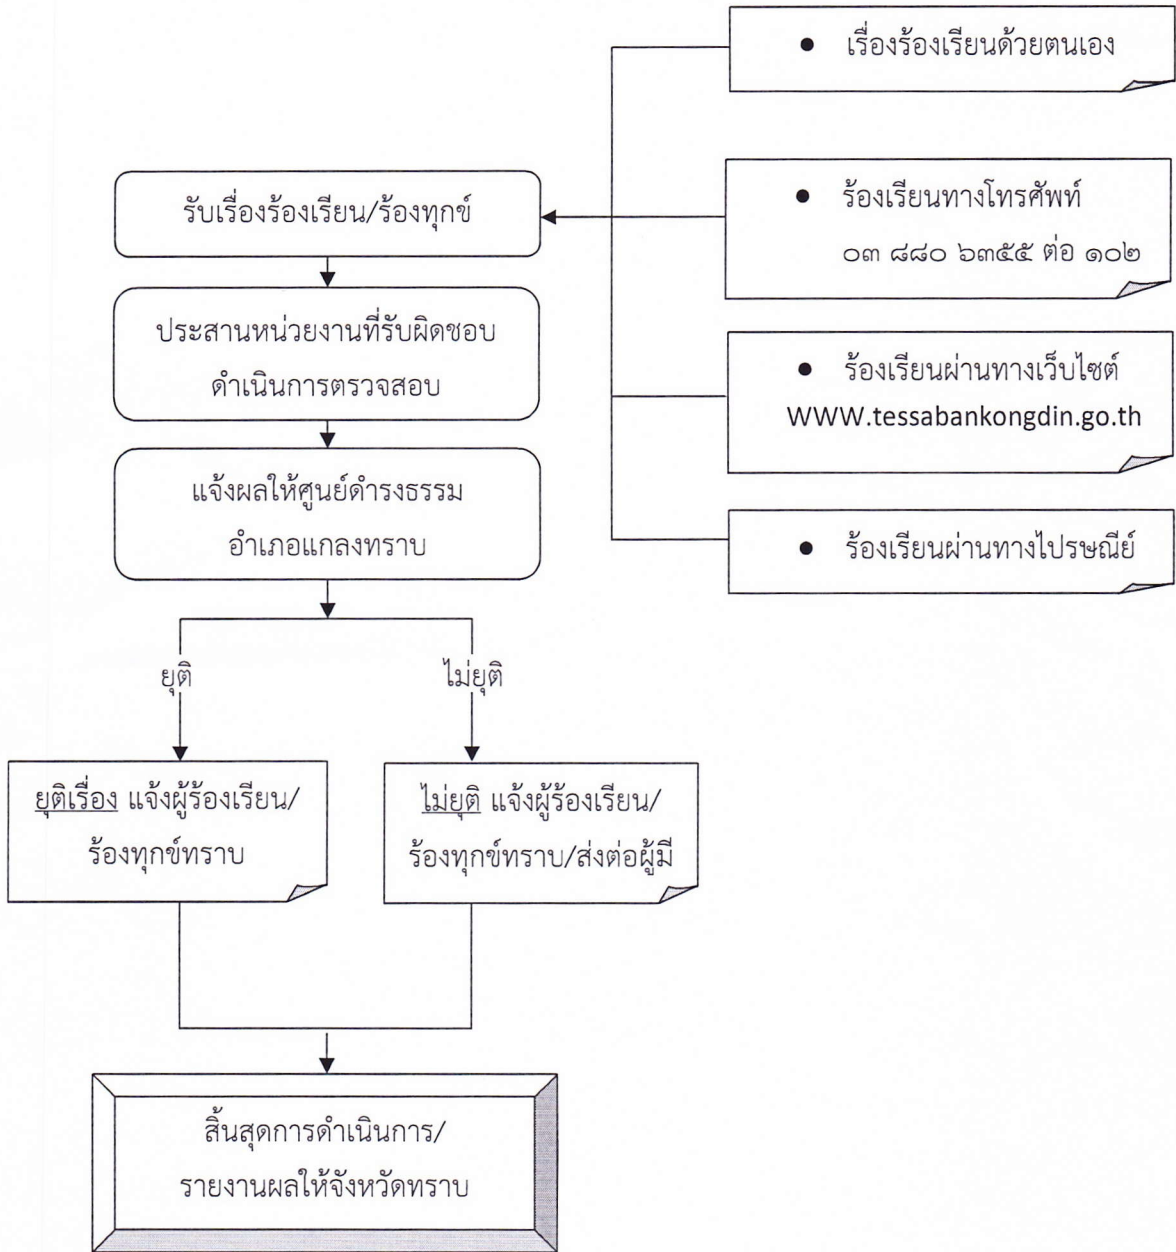 ● เรื่องร้องเรียนด้วยตนเอง
รับเรื่องร้องเรียน/ร้องทุกข์
● ร้องเรียนทางโทรศัพท์
๐๓ ๘๘๐ ๖๓๕๕ ต่อ ๑๐๒
ประสานหน่วยงานที่รับผิดชอบ
ดำเนินการตรวจสอบ
● ร้องเรียนผ่านทางเว็บไซต์
WWW.tessabankongdin.go.th
แจ้งผลให้ศูนย์ดำรงธรรม
อำเภอแกลงทราบ
● ร้องเรียนผ่านทางไปรษณีย์
ยุติ
ไม่ยุติ
ยุติเรื่อง แจ้งผู้ร้องเรียน/
ร้องทุกข์ทราบ
ไม่ยุติ แจ้งผู้ร้องเรียน/
ร้องทุกข์ทราบ/ส่งต่อผู้มี
สิ้นสุดการดำเนินการ/
รายงานผลให้จังหวัดทราบ